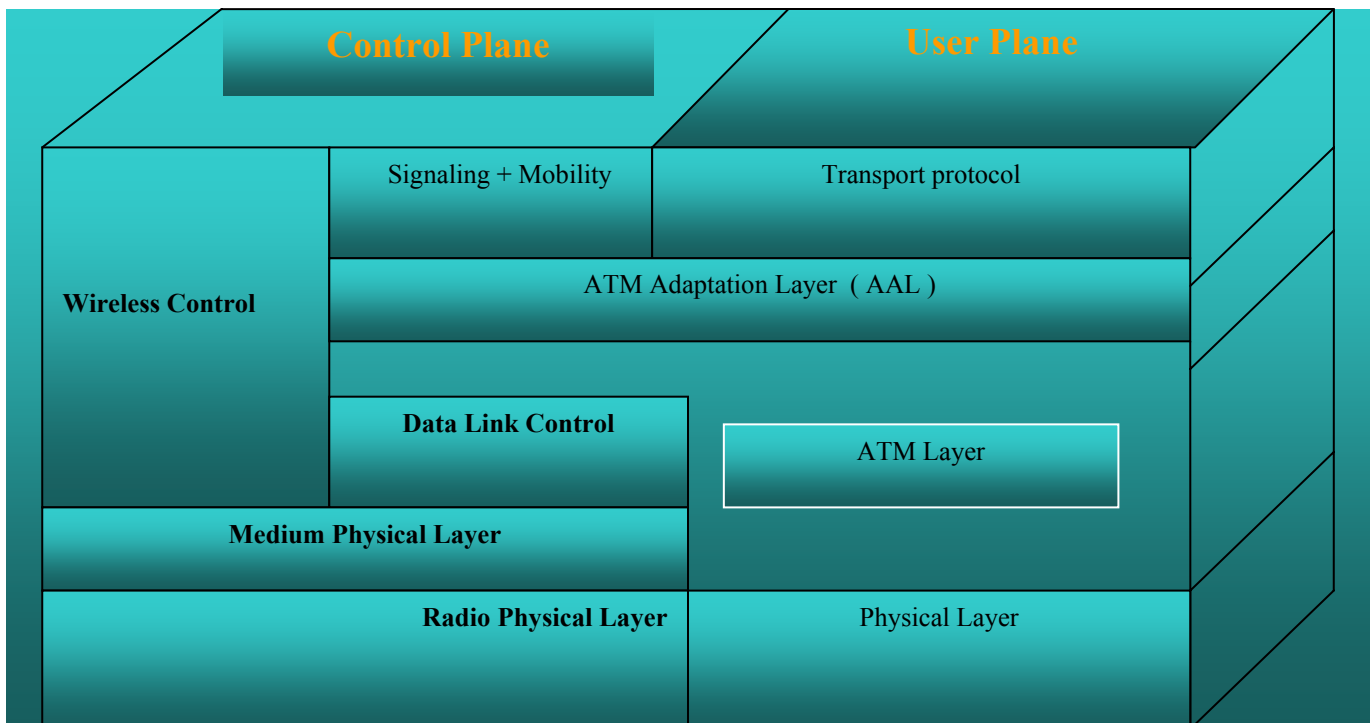 Control Plane
User Plane
Signaling + Mobility
Transport protocol
ATM Adaptation Layer ( AAL )
Wireless Control
Data Link Control
ATM Layer
Medium Physical Layer
Radio Physical Layer
Physical Layer